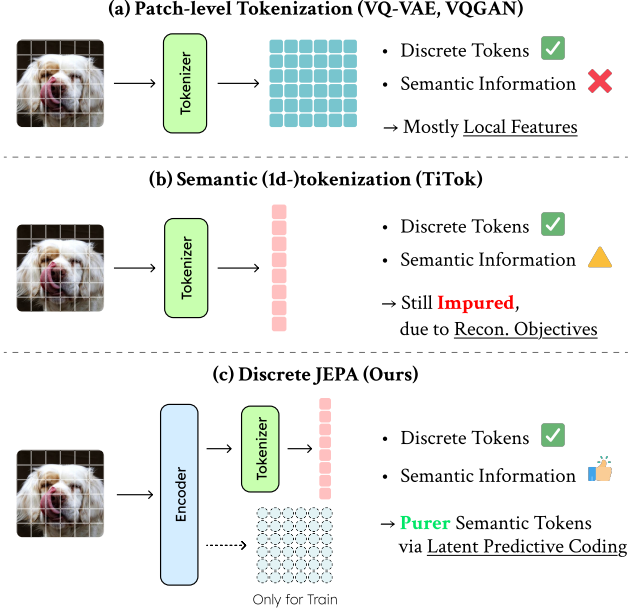 (a) Patch-level Tokenization (VQ-VAE, VQGAN)
Tokenizer
• Discrete Tokens
• Semantic Information
→ Mostly Local Features
(b) Semantic (1d-)tokenization (TiTok)
Tokenizer
• Discrete Tokens
• Semantic Information
→ Still Impured,
due to Recon. Objectives
(c) Discrete JEPA (Ours)
Encoder
Tokenizer
• Discrete Tokens
• Semantic Information
→ Purer Semantic Tokens
via Latent Predictive Coding
Only for Train